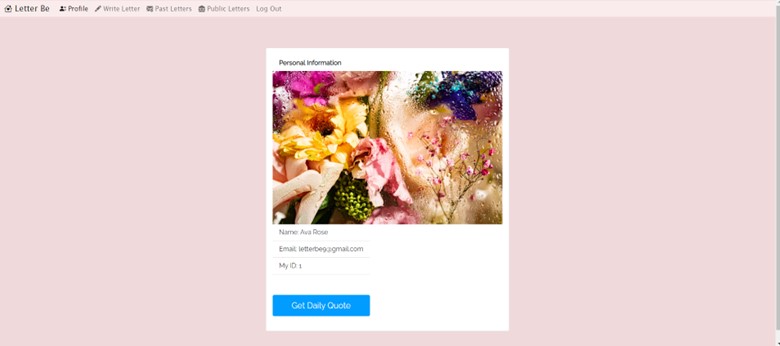 Letter Be Profile Write Letter Past Letters Public Letters Log Out
Personal Information
Name: Ava Rose
Email: letterbe9@gmail.com
My ID: 1
Get Daily Quote